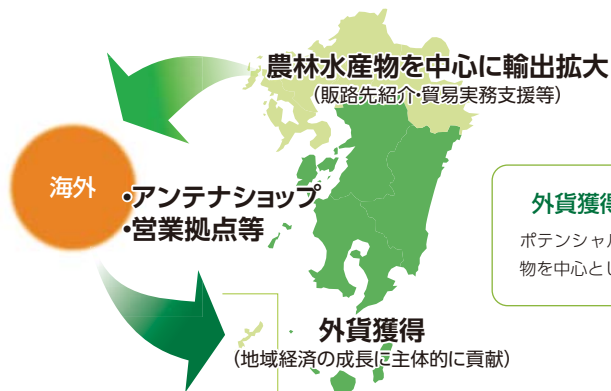 農林水産物を中心に輸出拡大
(販路先紹介・貿易実務支援等)
海外
・アンテナショップ
・営業拠点等
外貨獲得
ポテンシャル
物を中心とし
外貨獲得
(地域経済の成長に主体的に貢献)